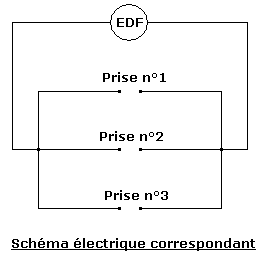 EDF
Prise n°1
Prise n°2
Prise n°3
Schéma électrique correspondant